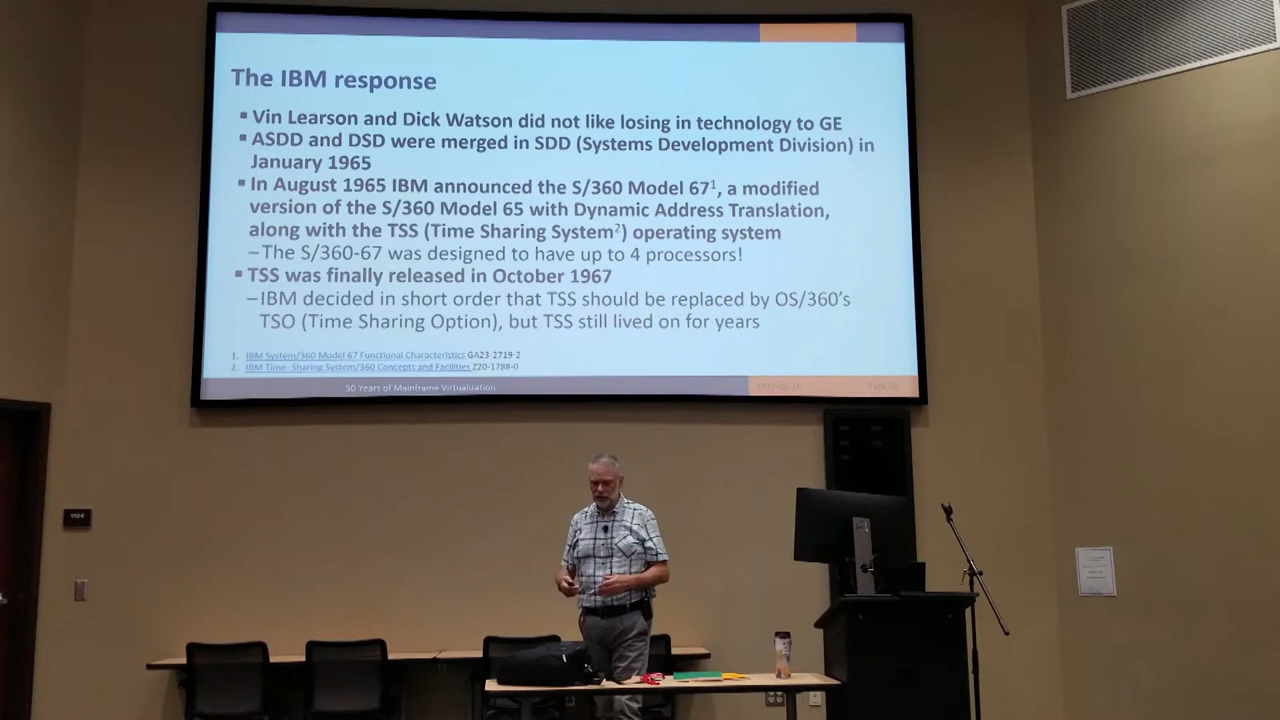 The IBM response
▪ Vin Learson and Dick Watson did not like losing in technology to GE
▪ ASDD and DSD were merged in SDD (Systems Development Division) in
January 1965
▪ In August 1965 IBM announced the S/360 Model 67¹, a modified
version of the S/360 Model 65 with Dynamic Address Translation,
along with the TSS (Time Sharing System²) operating system
–The S/360-67 was designed to have up to 4 processors!
▪ TSS was finally released in October 1967
–IBM decided in short order that TSS should be replaced by OS/360's
TSO (Time Sharing Option), but TSS still lived on for years
1. IBM System/360 Model 67 Functional Characteristics GA23-2719-2
2. IBM Time-Sharing System/360 Concepts and Facilities Z20-1788-0
50 Years of Mainframe Virtualization
1104